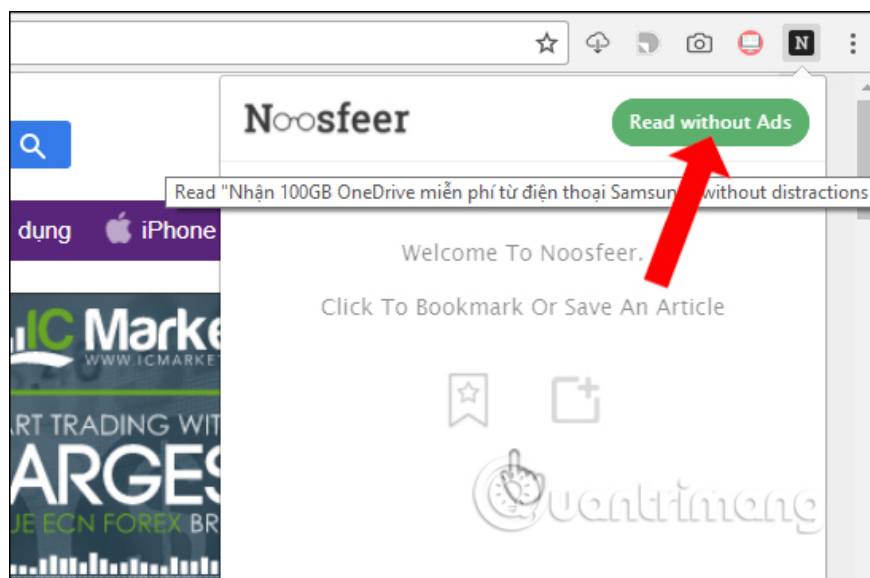 N
Noosfeer
Read without Ads
Read "Nhận 100GB OneDrive miễn phí từ điện thoại Samsun without distractions
dụng iPhone
Welcome To Noosfeer.
Click To Bookmark Or Save An Article
IC Marke
WWW.ICMARKE
ART TRADING WIT
ARGES
UE ECN FOREX BR
Quantrimang